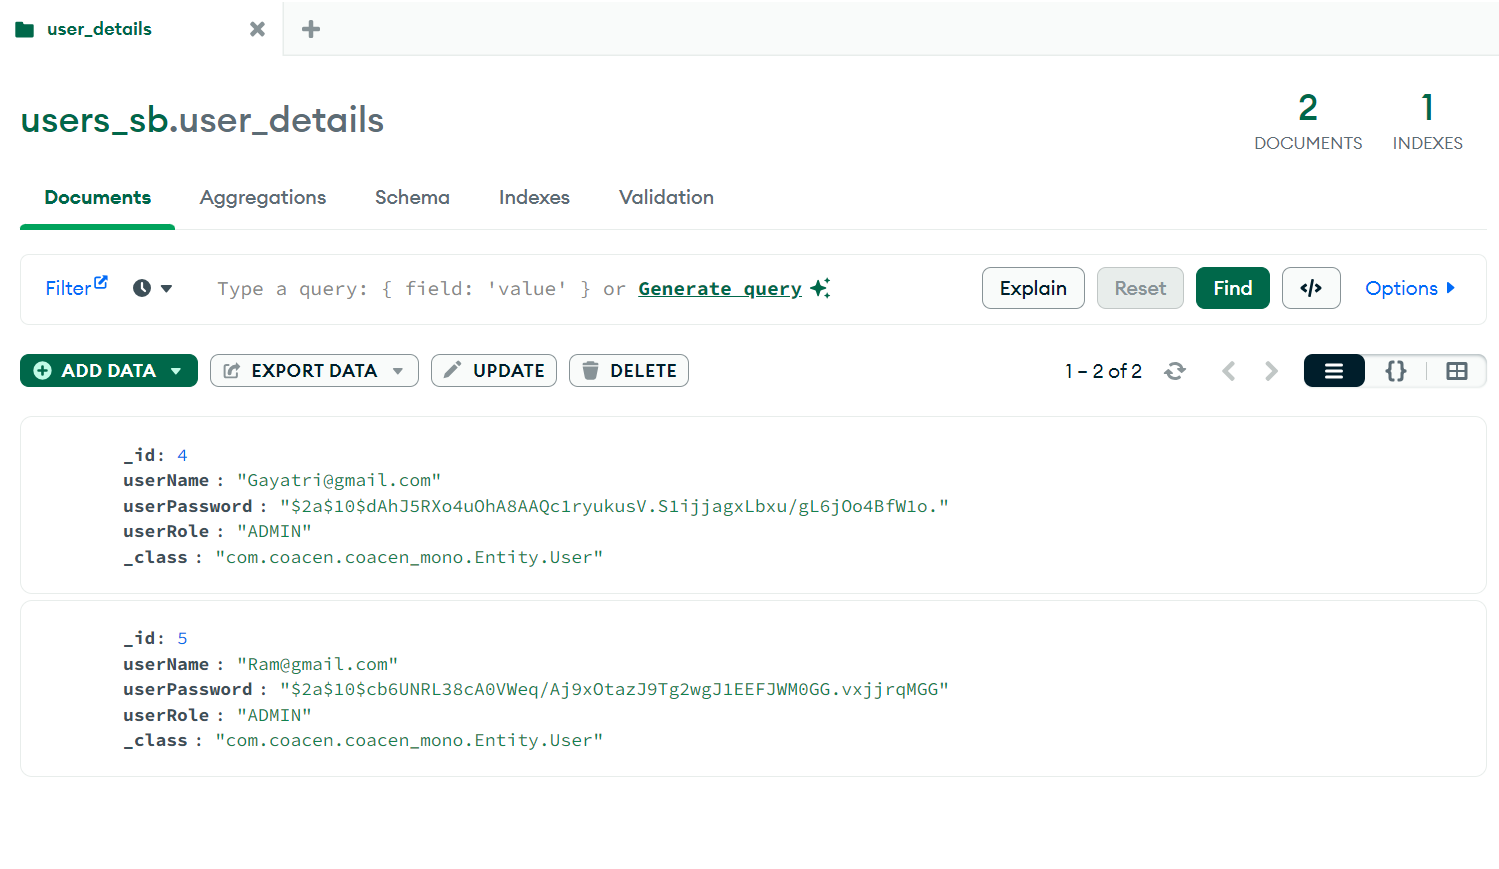 user_details
users_sb.user_details
2 DOCUMENTS
1 INDEXES
Documents Aggregations Schema Indexes Validation
Filter Type a query: { field: 'value' } or Generate query Explain Reset Find </> Options
ADD DATA EXPORT DATA UPDATE DELETE 1 – 2 of 2 {}
_id: 4
userName : "Gayatri@gmail.com"
userPassword : "$2a$10$dAhJ5RXo4uOhA8AAQc1ryukusV.S1ijjagxLbxu/gL6jOo4BfW1o."
userRole : "ADMIN"
_class : "com.coacen.coacen_mono.Entity.User"
_id: 5
userName : "Ram@gmail.com"
userPassword : "$2a$10$cb6UNRL38cA0VWeq/Aj9xOtazJ9Tg2wgJ1EEFJWM0GG.vxjjrqMGG"
userRole : "ADMIN"
_class : "com.coacen.coacen_mono.Entity.User"